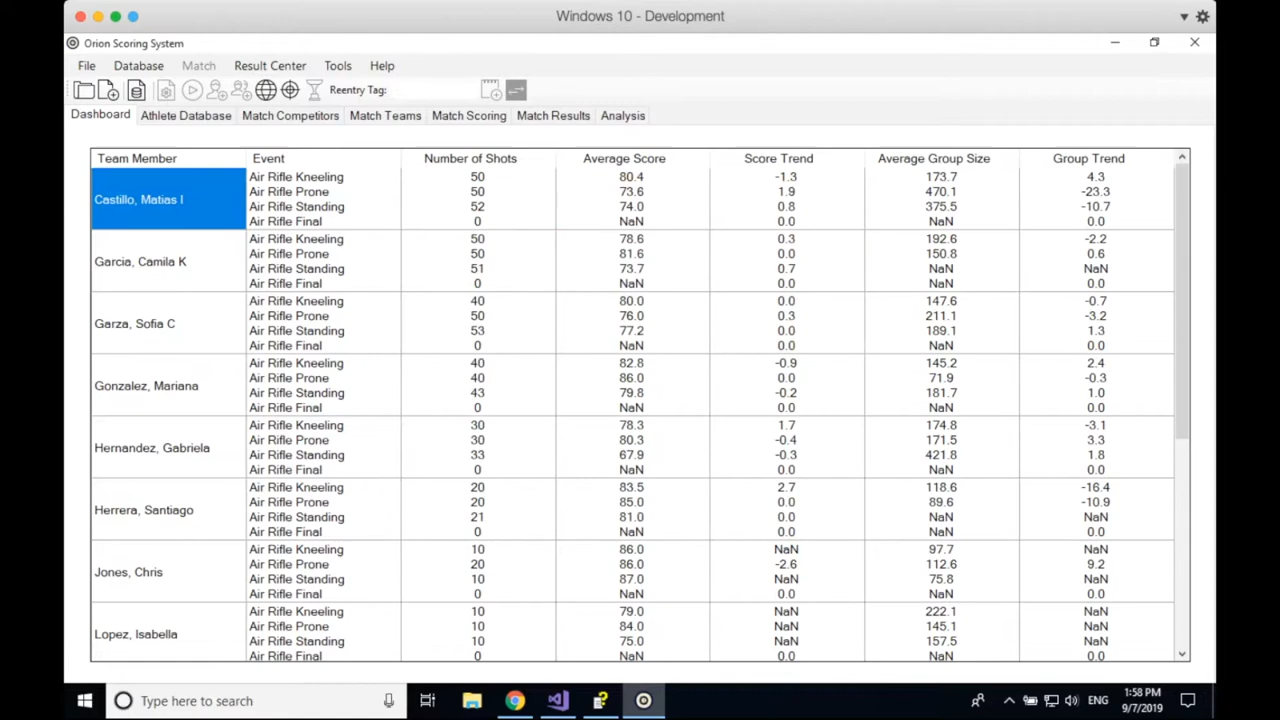 Windows 10 - Development
Orion Scoring System
File Database Match Result Center Tools Help
Reentry Tag:
Dashboard Athlete Database Match Competitors Match Teams Match Scoring Match Results Analysis
Team Member Event Number of Shots Average Score Score Trend Average Group Size Group Trend
Castillo, Matias I
Air Rifle Kneeling 50 80.4 -1.3 173.7 4.3
Air Rifle Prone 50 73.6 1.9 470.1 -23.3
Air Rifle Standing 52 74.0 0.8 375.5 -10.7
Air Rifle Final 0 NaN 0.0 NaN 0.0
Garcia, Camila K
Air Rifle Kneeling 50 78.6 0.3 192.6 -2.2
Air Rifle Prone 50 81.6 0.0 150.8 0.6
Air Rifle Standing 51 73.7 0.7 NaN NaN
Air Rifle Final 0 NaN 0.0 NaN 0.0
Garza, Sofia C
Air Rifle Kneeling 40 80.0 0.0 147.6 -0.7
Air Rifle Prone 50 76.0 0.3 211.1 -3.2
Air Rifle Standing 53 77.2 0.0 189.1 1.3
Air Rifle Final 0 NaN 0.0 NaN 0.0
Gonzalez, Mariana
Air Rifle Kneeling 40 82.8 -0.9 145.2 2.4
Air Rifle Prone 40 86.0 0.0 71.9 -0.3
Air Rifle Standing 43 79.8 -0.2 181.7 1.0
Air Rifle Final 0 NaN 0.0 NaN 0.0
Hernandez, Gabriela
Air Rifle Kneeling 30 78.3 1.7 174.8 -3.1
Air Rifle Prone 30 80.3 -0.4 171.5 3.3
Air Rifle Standing 33 67.9 -0.3 421.8 1.8
Air Rifle Final 0 NaN 0.0 NaN 0.0
Herrera, Santiago
Air Rifle Kneeling 20 83.5 2.7 118.6 -16.4
Air Rifle Prone 20 85.0 0.0 89.6 -10.9
Air Rifle Standing 21 81.0 0.0 NaN NaN
Air Rifle Final 0 NaN 0.0 NaN 0.0
Jones, Chris
Air Rifle Kneeling 10 86.0 NaN 97.7 NaN
Air Rifle Prone 20 86.0 -2.6 112.6 9.2
Air Rifle Standing 10 87.0 NaN 75.8 NaN
Air Rifle Final 0 NaN 0.0 NaN 0.0
Lopez, Isabella
Air Rifle Kneeling 10 79.0 NaN 222.1 NaN
Air Rifle Prone 10 84.0 NaN 145.1 NaN
Air Rifle Standing 10 75.0 NaN 157.5 NaN
Air Rifle Final 0 NaN 0.0 NaN 0.0
Type here to search
ENG
1:58 PM
9/7/2019